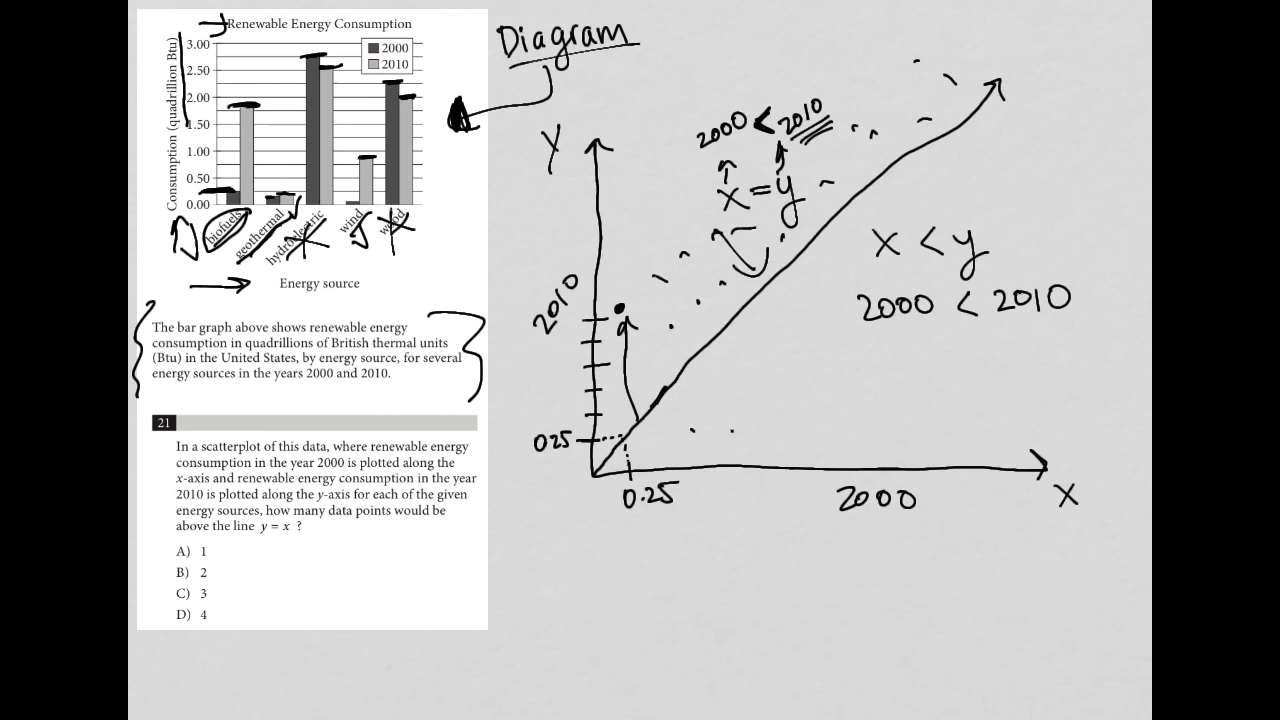 Renewable Energy Consumption
Consumption (quadrillion Btu)
3.00
2.50
2.00
1.50
1.00
0.50
0.00
2000
2010
biofuels
geothermal
hydroelectric
wind
wood
Energy source
The bar graph above shows renewable energy
consumption in quadrillions of British thermal units
(Btu) in the United States, by energy source, for several
energy sources in the years 2000 and 2010.
21
In a scatterplot of this data, where renewable energy
consumption in the year 2000 is plotted along the
x-axis and renewable energy consumption in the year
2010 is plotted along the y-axis for each of the given
energy sources, how many data points would be
above the line y = x ?
A) 1
B) 2
C) 3
D) 4
Diagram
Y
2000 < 2010
x = y
x < y
2000 < 2010
2010
025
0.25
2000
X